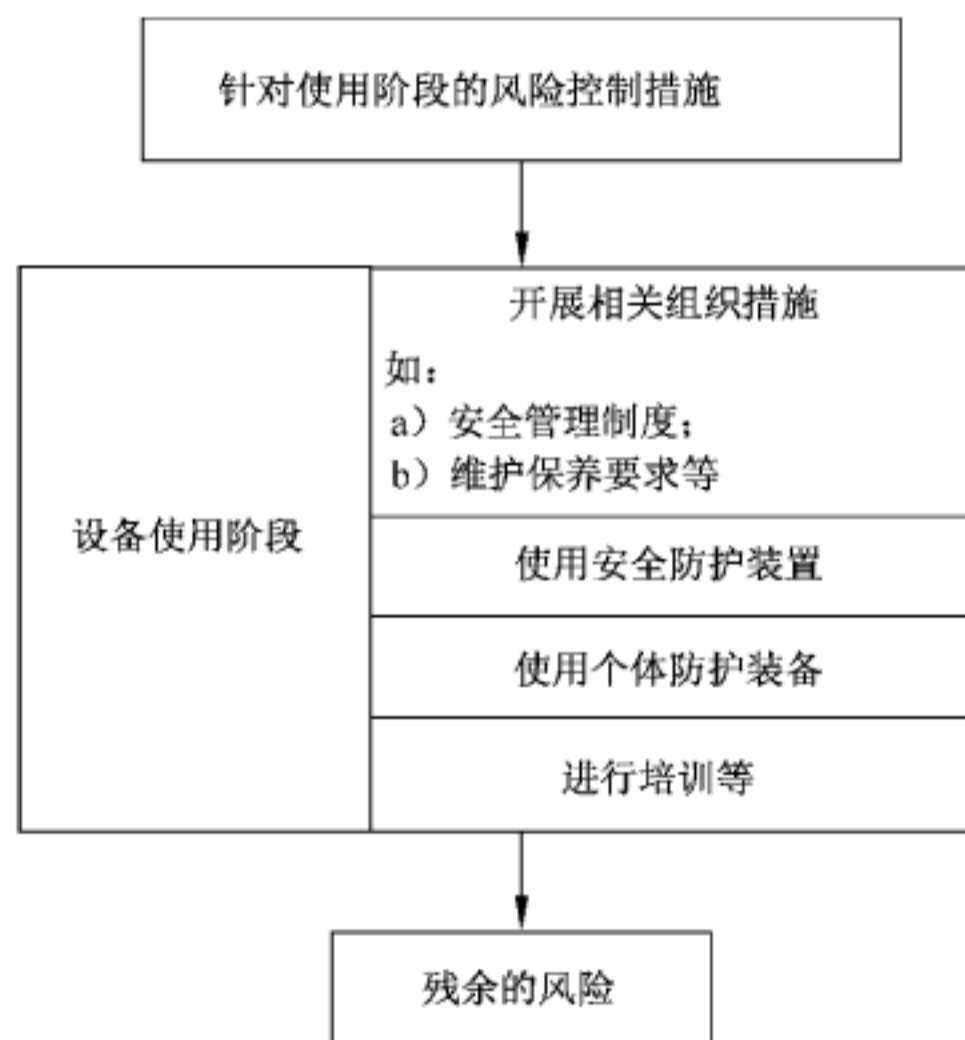 针对使用阶段的风险控制措施
开展相关组织措施
如：
a）安全管理制度；
b）维护保养要求等
设备使用阶段
使用安全防护装置
使用个体防护装备
进行培训等
残余的风险